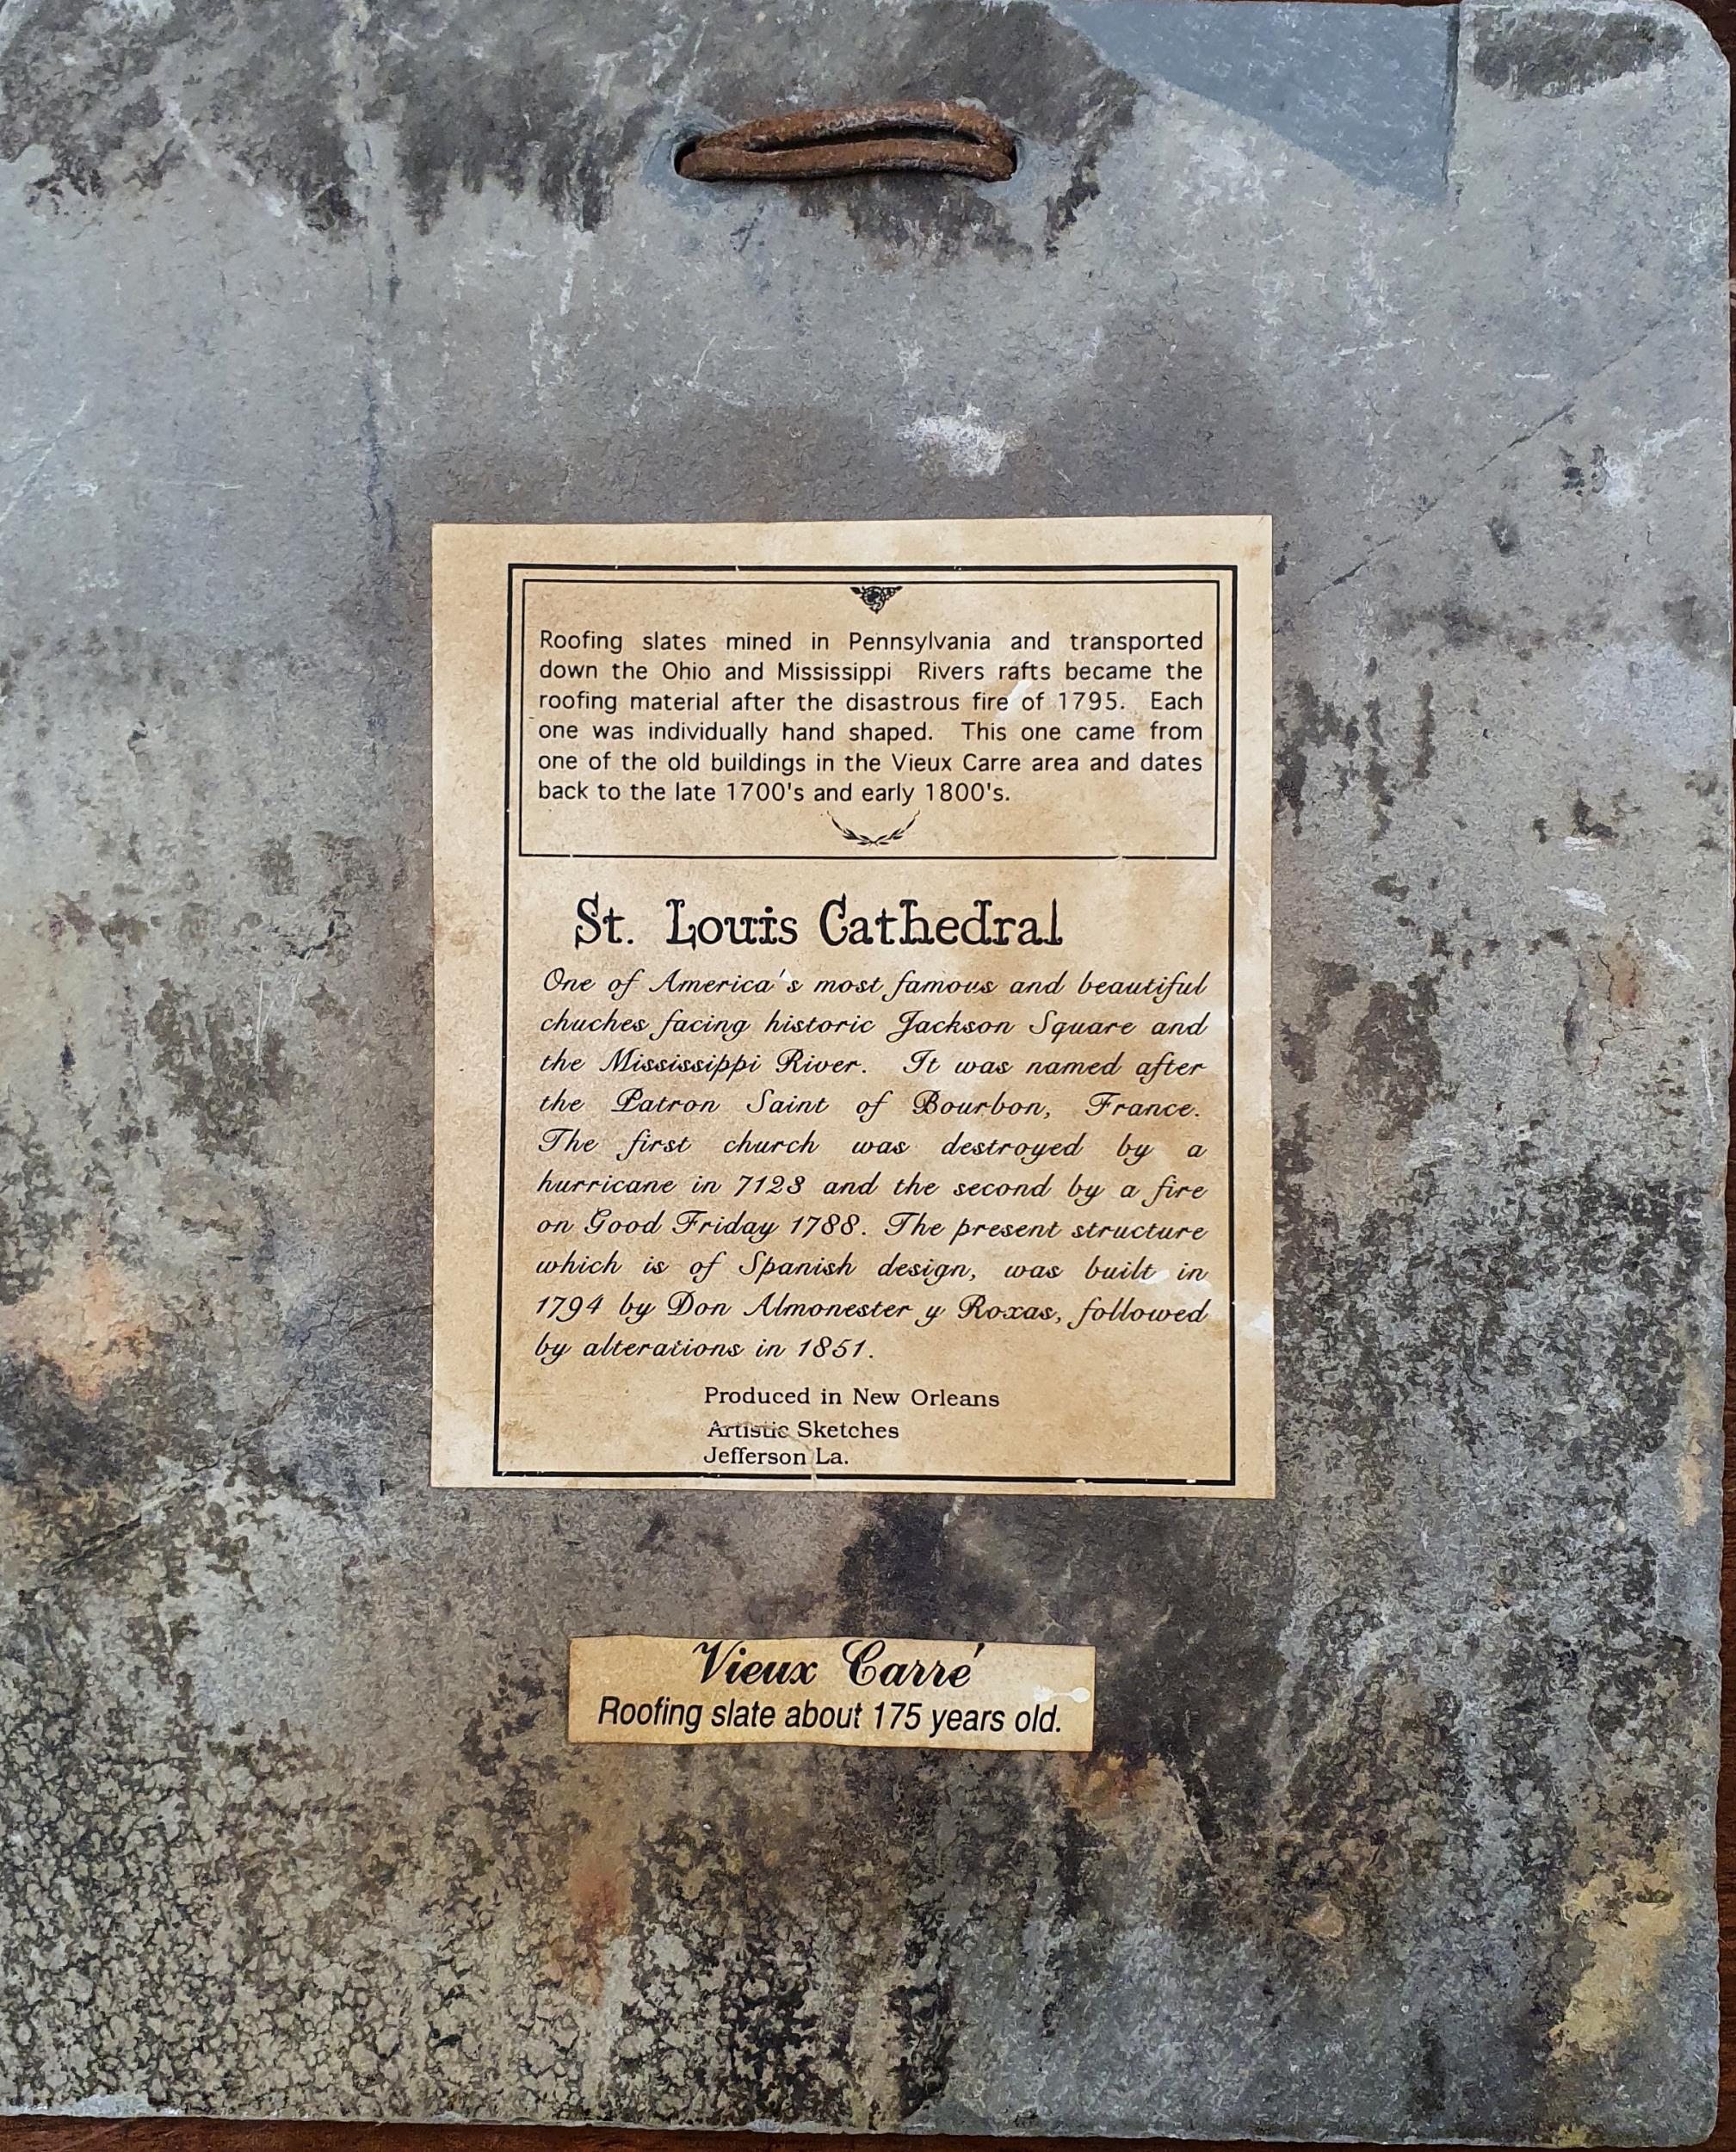 Roofing slates mined in Pennsylvania and transported
down the Ohio and Mississippi Rivers rafts became the
roofing material after the disastrous fire of 1795. Each
one was individually hand shaped. This one came from
one of the old buildings in the Vieux Carre area and dates
back to the late 1700's and early 1800's.
St. Louis Cathedral
One of America's most famous and beautiful
chuches facing historic Jackson Square and
the Mississippi River. It was named after
the Patron Saint of Bourbon, France.
The first church was destroyed by a
hurricane in 7123 and the second by a fire
on Good Friday 1788. The present structure
which is of Spanish design, was built in
1794 by Don Almonester y Roxas, followed
by alterations in 1851.
Produced in New Orleans
Artistic Sketches
Jefferson La.
Vieux Carré
Roofing slate about 175 years old.